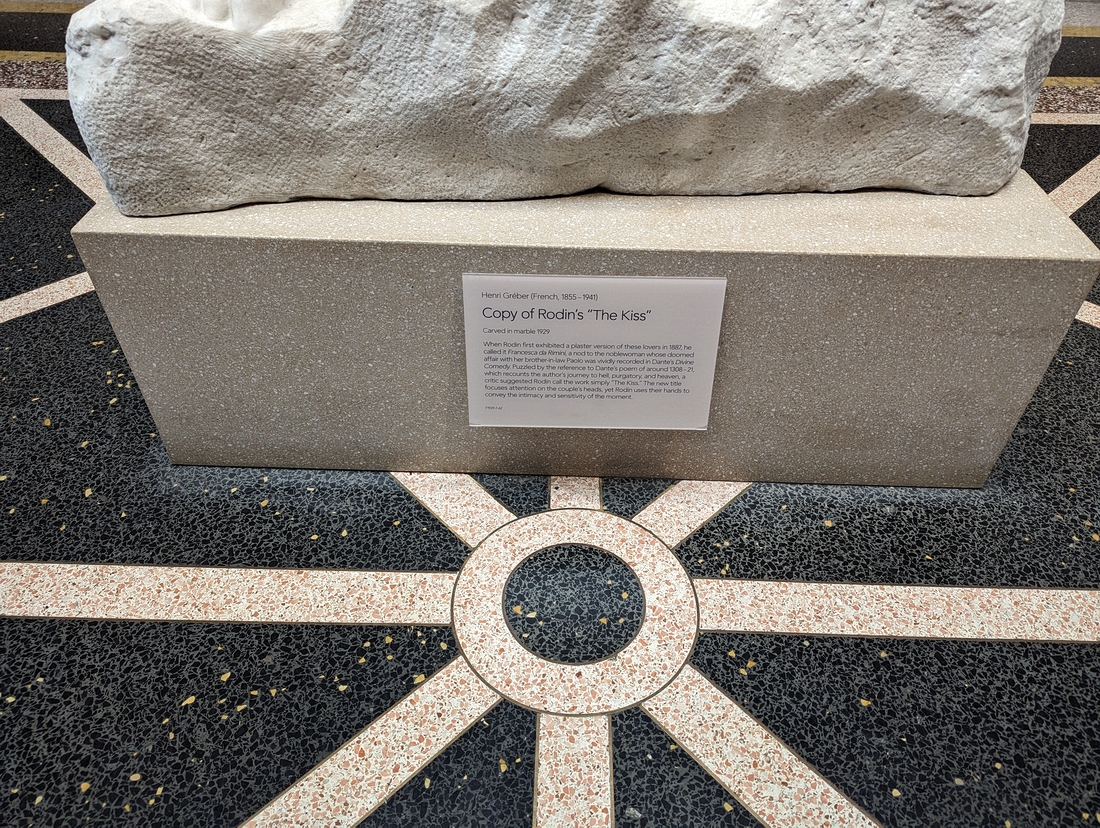 Henri Gréber (French, 1855–1941)
Copy of Rodin's "The Kiss"
Carved in marble 1929
When Rodin first exhibited a plaster version of these lovers in 1887, he
called it Francesca da Rimini, a nod to the noblewoman whose doomed
affair with her brother-in-law Paolo was vividly recorded in Dante's Divine
Comedy. Puzzled by the reference to Dante's poem of around 1308–21,
which recounts the author's journey to hell, purgatory, and heaven, a
critic suggested Rodin call the work simply "The Kiss." The new title
focuses attention on the couple's heads, yet Rodin uses their hands to
convey the intimacy and sensitivity of the moment.